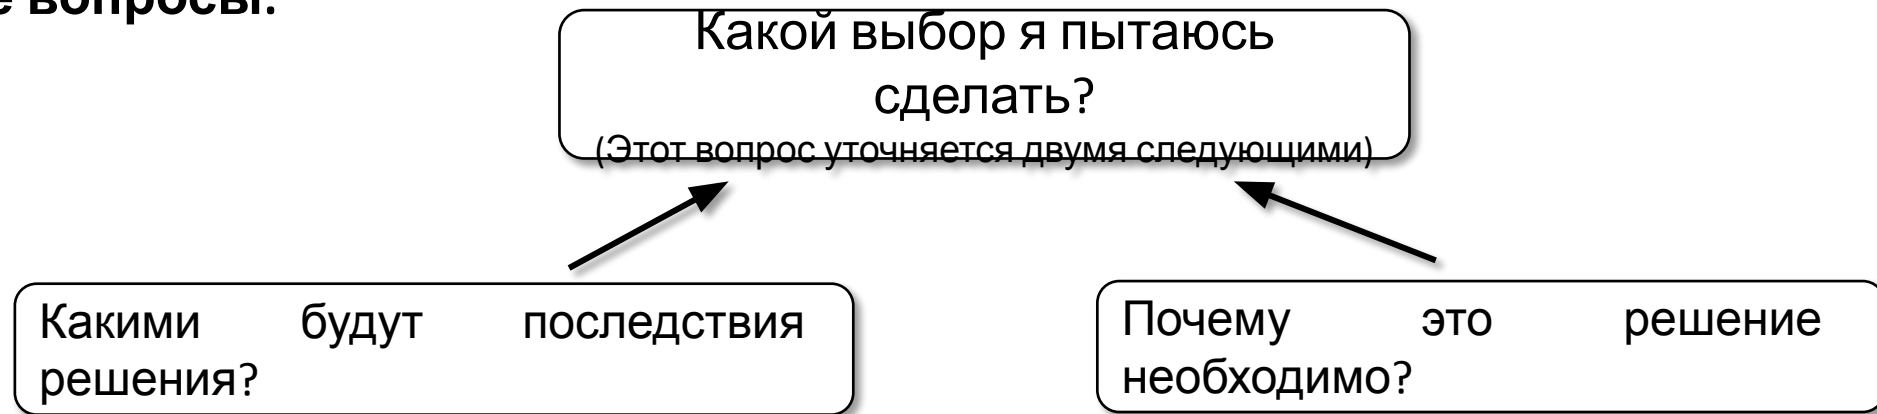 вопросы:
Какой выбор я пытаюсь
сделать?
(Этот вопрос уточняется двумя следующими)
Какими будут последствия
решения?
Почему это решение
необходимо?